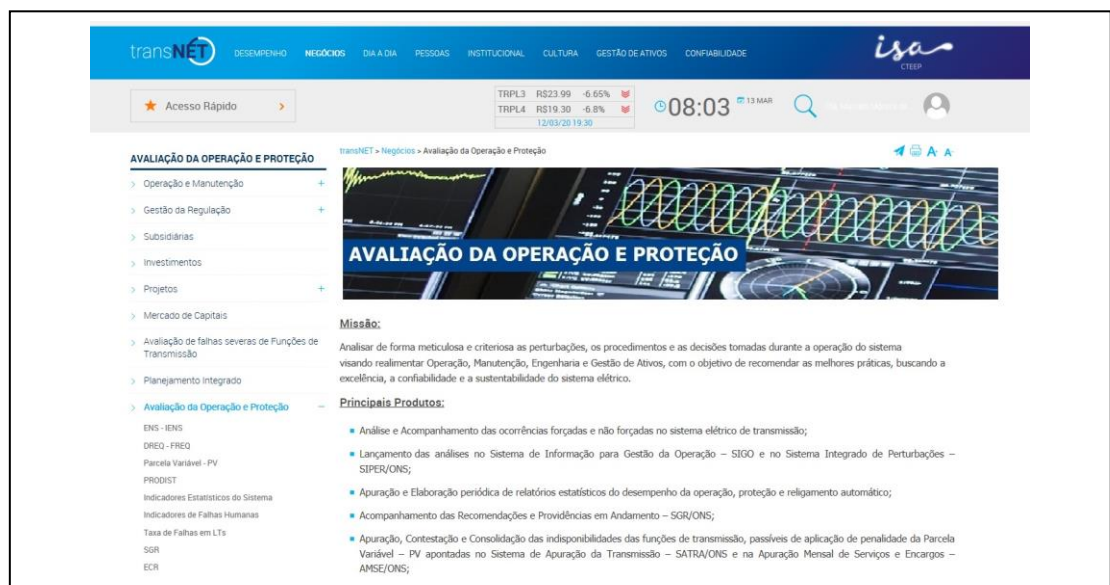 transNÉT
DESEMPENHO NEGÓCIOS DIA A DIA PESSOAS INSTITUCIONAL CULTURA GESTÃO DE ATIVOS CONFIABILIDADE
isa
CTEEP
Acesso Rápido
TRPL3 R$23.99 -6.65%
TRPL4 R$19.30 -6.8%
12/03/20 19:30
08:03
13 MAR
AVALIAÇÃO DA OPERAÇÃO E PROTEÇÃO
Operação e Manutenção +
Gestão da Regulação +
Subsidiárias
Investimentos
Projetos +
Mercado de Capitais
Avaliação de falhas severas de Funções de
Transmissão
Planejamento Integrado
Avaliação da Operação e Proteção −
ENS - IENS
DREQ - FREQ
Parcela Variável - PV
PRODIST
Indicadores Estatísticos do Sistema
Indicadores de Falhas Humanas
Taxa de Falhas em LTs
SGR
ECR
transNET > Negócios > Avaliação da Operação e Proteção
A+ A-
AVALIAÇÃO DA OPERAÇÃO E PROTEÇÃO
Missão:
Analisar de forma meticulosa e criteriosa as perturbações, os procedimentos e as decisões tomadas durante a operação do sistema
visando realimentar Operação, Manutenção, Engenharia e Gestão de Ativos, com o objetivo de recomendar as melhores práticas, buscando a
excelência, a confiabilidade e a sustentabilidade do sistema elétrico.
Principais Produtos:
Análise e Acompanhamento das ocorrências forçadas e não forçadas no sistema elétrico de transmissão;
Lançamento das análises no Sistema de Informação para Gestão da Operação – SIGO e no Sistema Integrado de Perturbações –
SIPER/ONS;
Apuração e Elaboração periódica de relatórios estatísticos do desempenho da operação, proteção e religamento automático;
Acompanhamento das Recomendações e Providências em Andamento – SGR/ONS;
Apuração, Contestação e Consolidação das indisponibilidades das funções de transmissão, passíveis de aplicação de penalidade da Parcela
Variável – PV apontadas no Sistema de Apuração da Transmissão – SATRA/ONS e na Apuração Mensal de Serviços e Encargos –
AMSE/ONS;